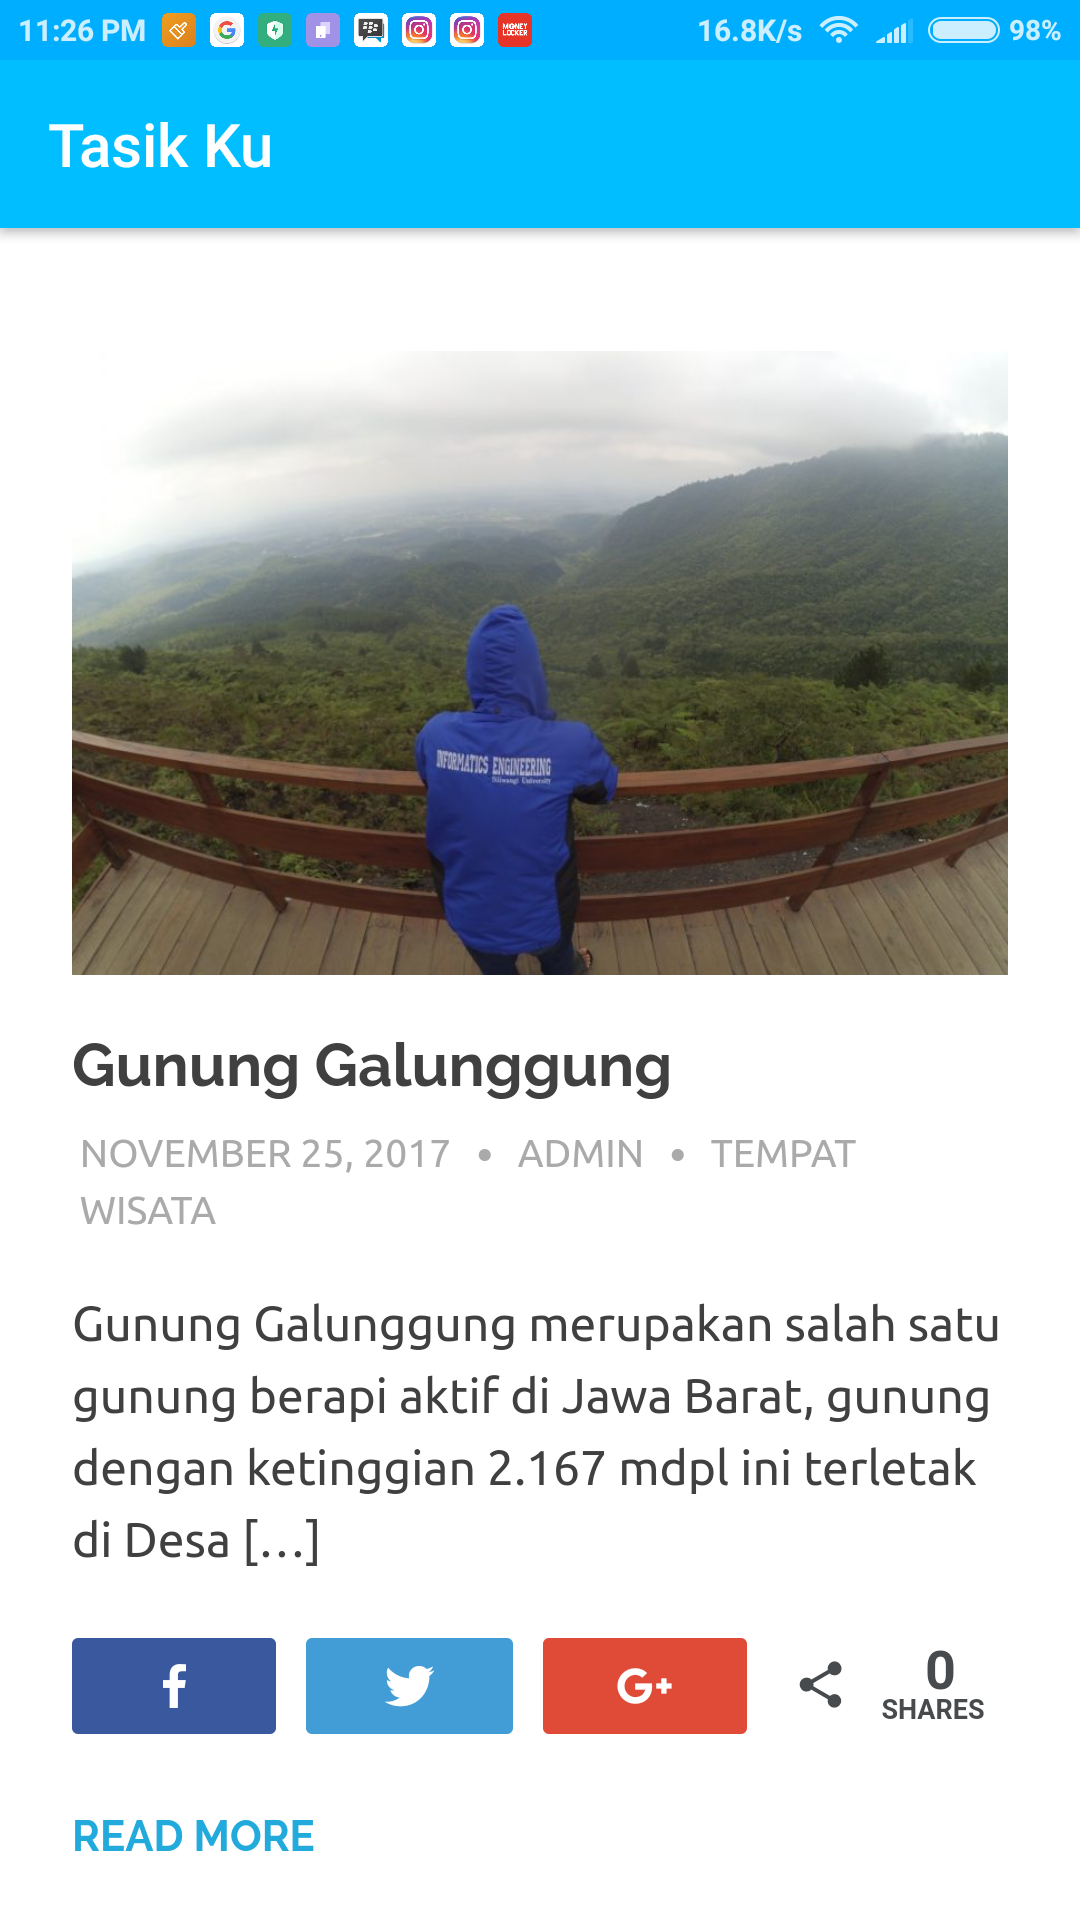 11:26 PM 16.8K/s 98%
MONEY
LOCKER
Tasik Ku
INFORMATICS ENGINEERING
Siliwangi University
Gunung Galunggung
NOVEMBER 25, 2017 • ADMIN • TEMPAT
WISATA
Gunung Galunggung merupakan salah satu
gunung berapi aktif di Jawa Barat, gunung
dengan ketinggian 2.167 mdpl ini terletak
di Desa […]
0
SHARES
READ MORE